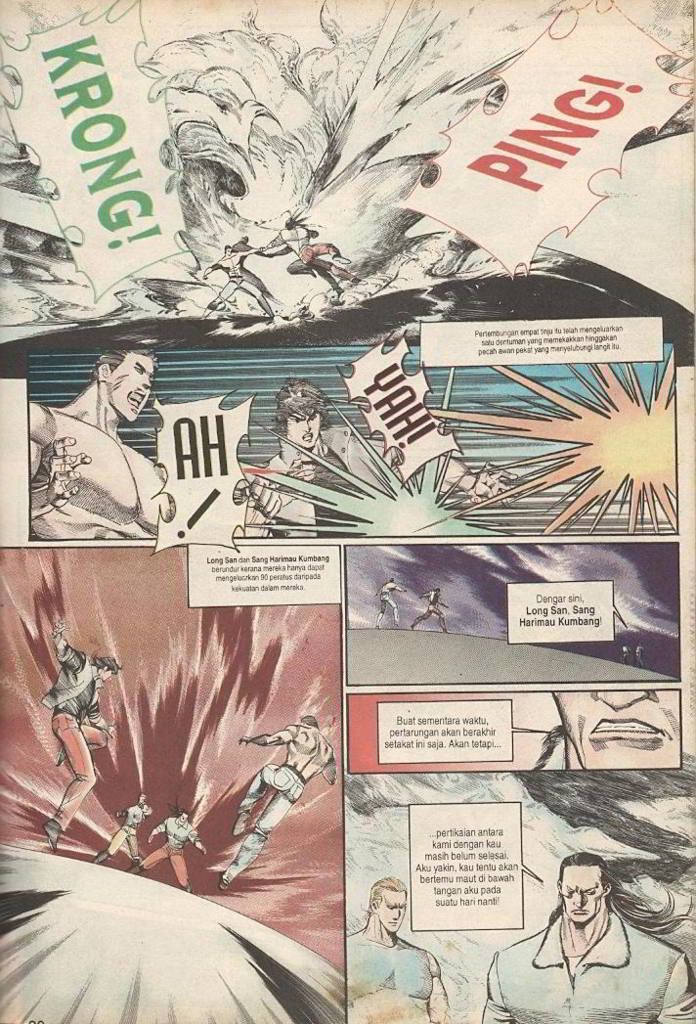 KRONG!
PING!
Pertembungan empat tinju itu telah mengeluarkan
satu dentuman yang memekakkan hinggakan
pecah awan pekat yang menyelubungi langit itu.
AH
!
YAH!
Long San dan Sang Harimau Kumbang
berundur kerana mereka hanya dapat
mengeluarkan 90 peratus daripada
kekuatan dalam mereka.
Dengar sini,
Long San, Sang
Harimau Kumbang!
Buat sementara waktu,
pertarungan akan berakhir
setakat ini saja. Akan tetapi...
...pertikaian antara
kami dengan kau
masih belum selesai.
Aku yakin, kau tentu akan
bertemu maut di bawah
tangan aku pada
suatu hari nanti!